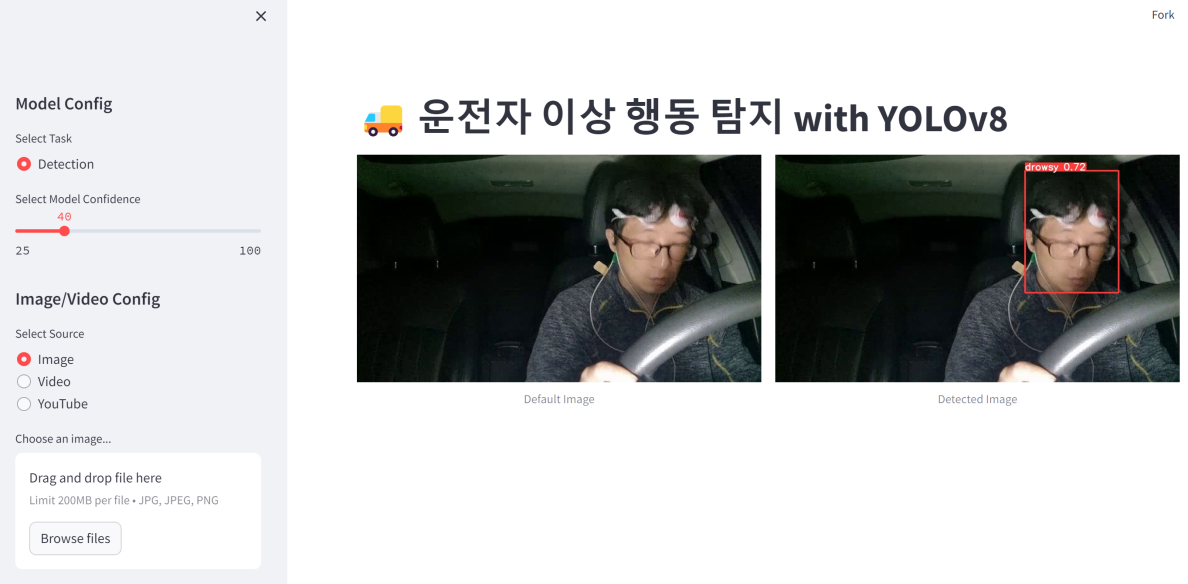 Fork
Model Config
Select Task
Detection
Select Model Confidence
40
25 100
Image/Video Config
Select Source
Image
Video
YouTube
Choose an image...
Drag and drop file here
Limit 200MB per file • JPG, JPEG, PNG
Browse files
🚚 운전자 이상 행동 탐지 with YOLOv8
drowsy 0.72
Default Image
Detected Image